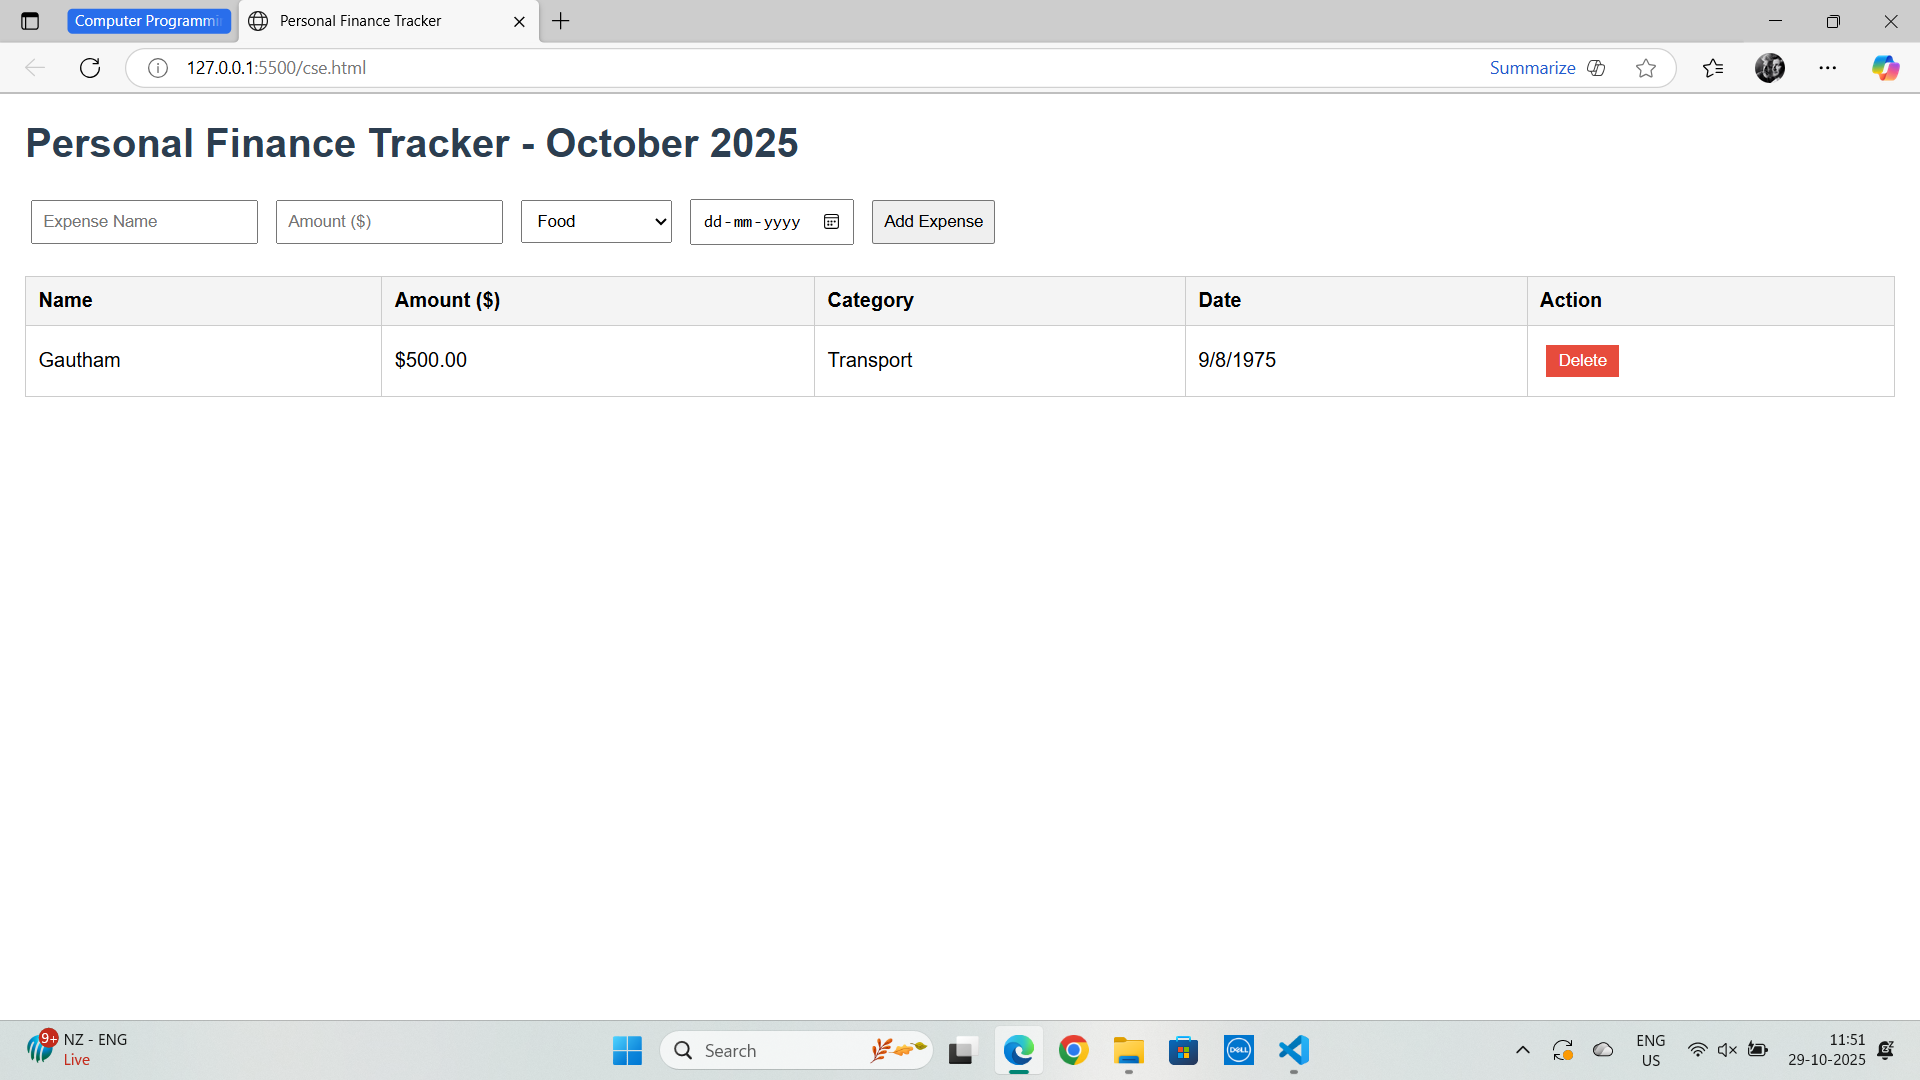 Computer Programmi
Personal Finance Tracker
127.0.0.1:5500/cse.html
Summarize
Personal Finance Tracker - October 2025
Expense Name
Amount ($)
Food
dd-mm-yyyy
Add Expense
Name Amount ($) Category Date Action
Gautham $500.00 Transport 9/8/1975 Delete
9+
NZ - ENG
Live
Search
DELL
ENG
US
11:51
29-10-2025